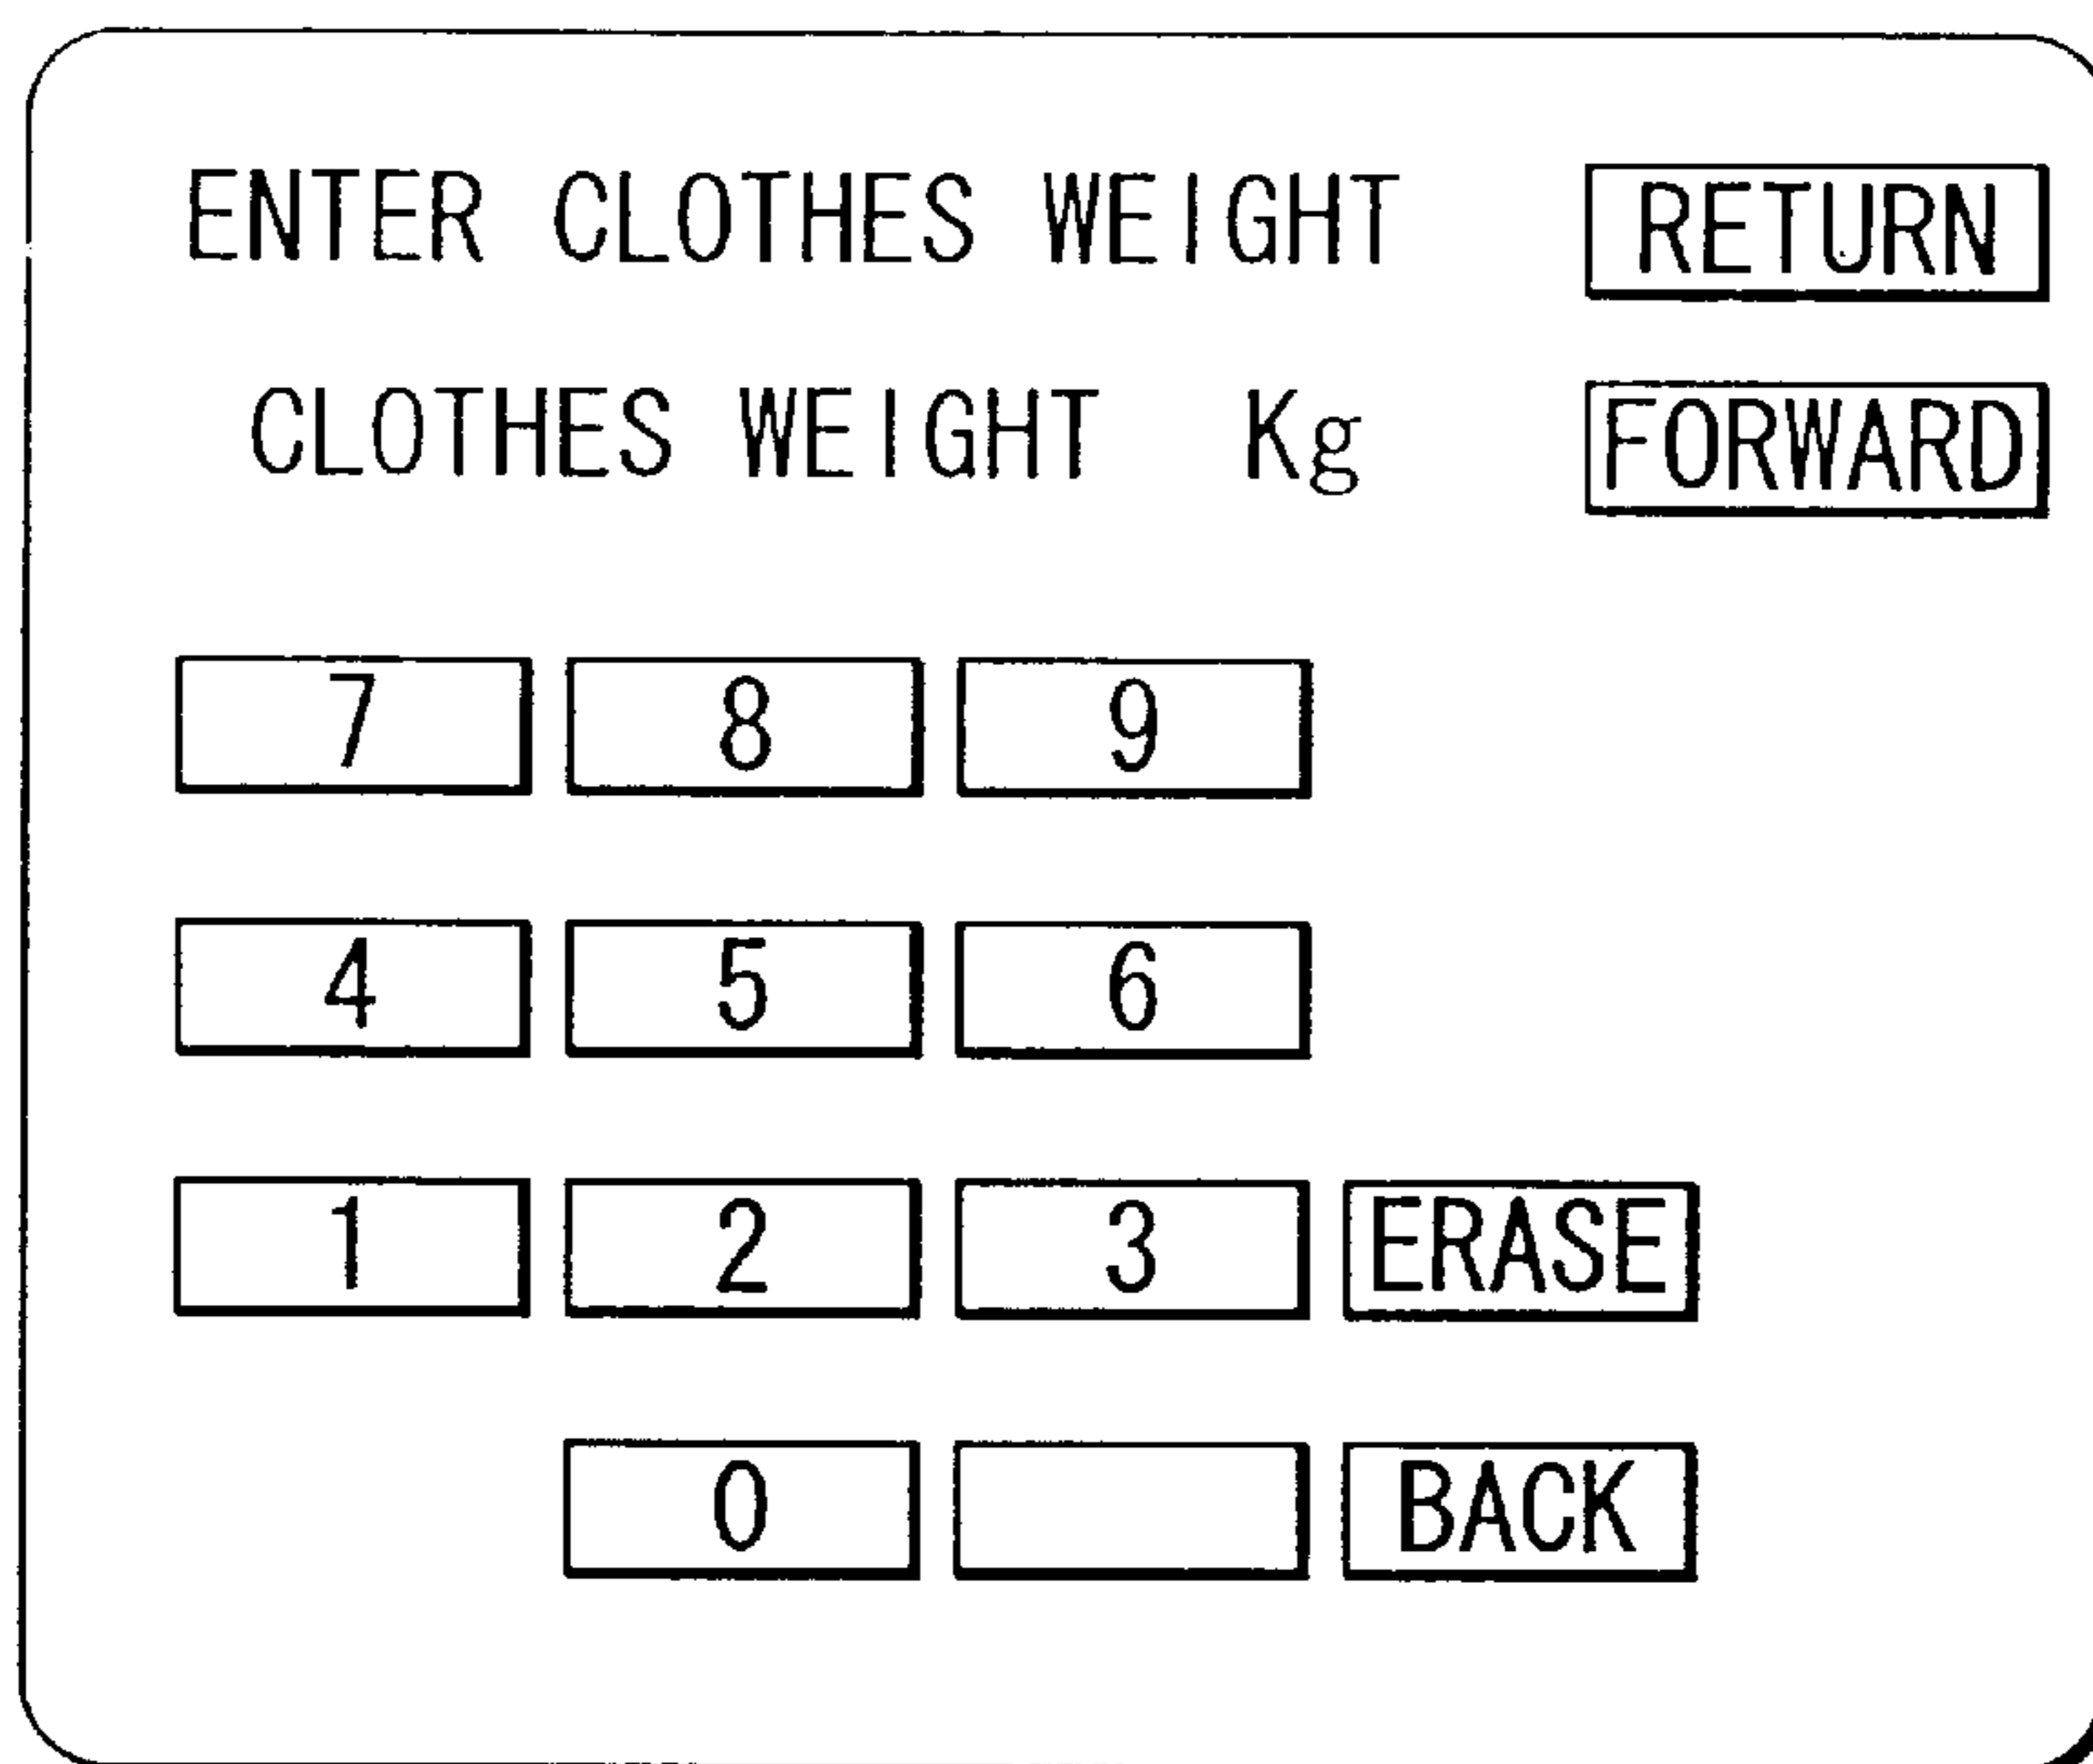 ENTER CLOTHES WEIGHT RETURN
CLOTHES WEIGHT Kg FORWARD
7 8 9
4 5 6
1 2 3 ERASE
0 BACK